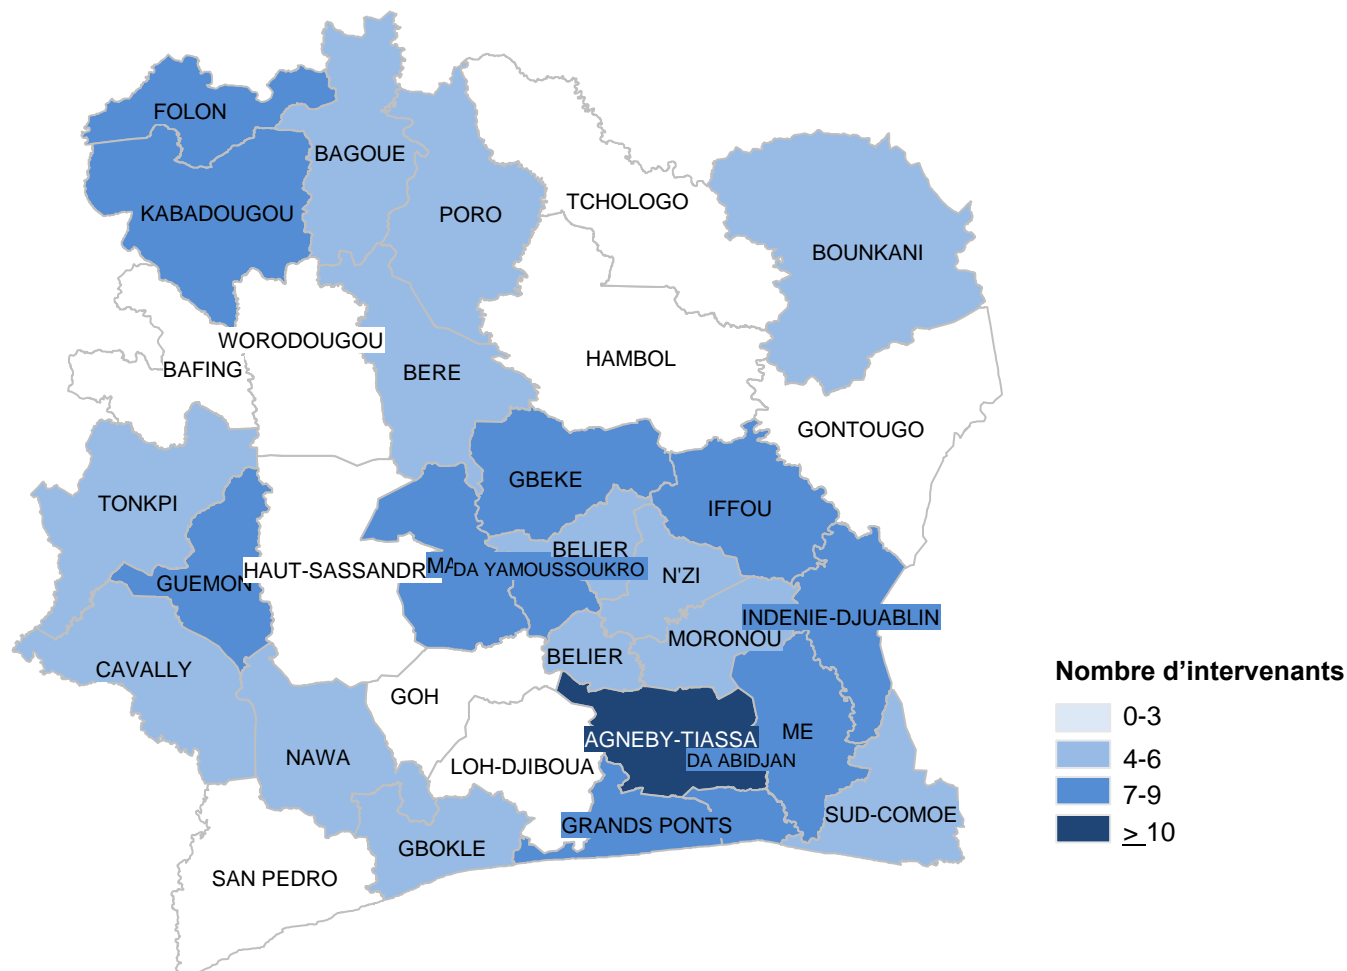 FOLON
BAGOUE
KABADOUGOU
PORO
TCHOLOGO
BOUNKANI
WORODOUGOU
BAFING
BERE
HAMBOL
GONTOUGO
TONKPI
GBEKE
IFFOU
BELIER
GUEMON
HAUT-SASSANDR
MA
DA YAMOUSSOUKRO
N'ZI
INDENIE-DJUABLIN
MORONOU
BELIER
CAVALLY
GOH
NAWA
LOH-DJIBOUA
AGNEBY-TIASSA
ME
DA ABIDJAN
SUD-COMOE
GRANDS PONTS
GBOKLE
SAN PEDRO
Nombre d’intervenants
0-3
4-6
7-9
> 10